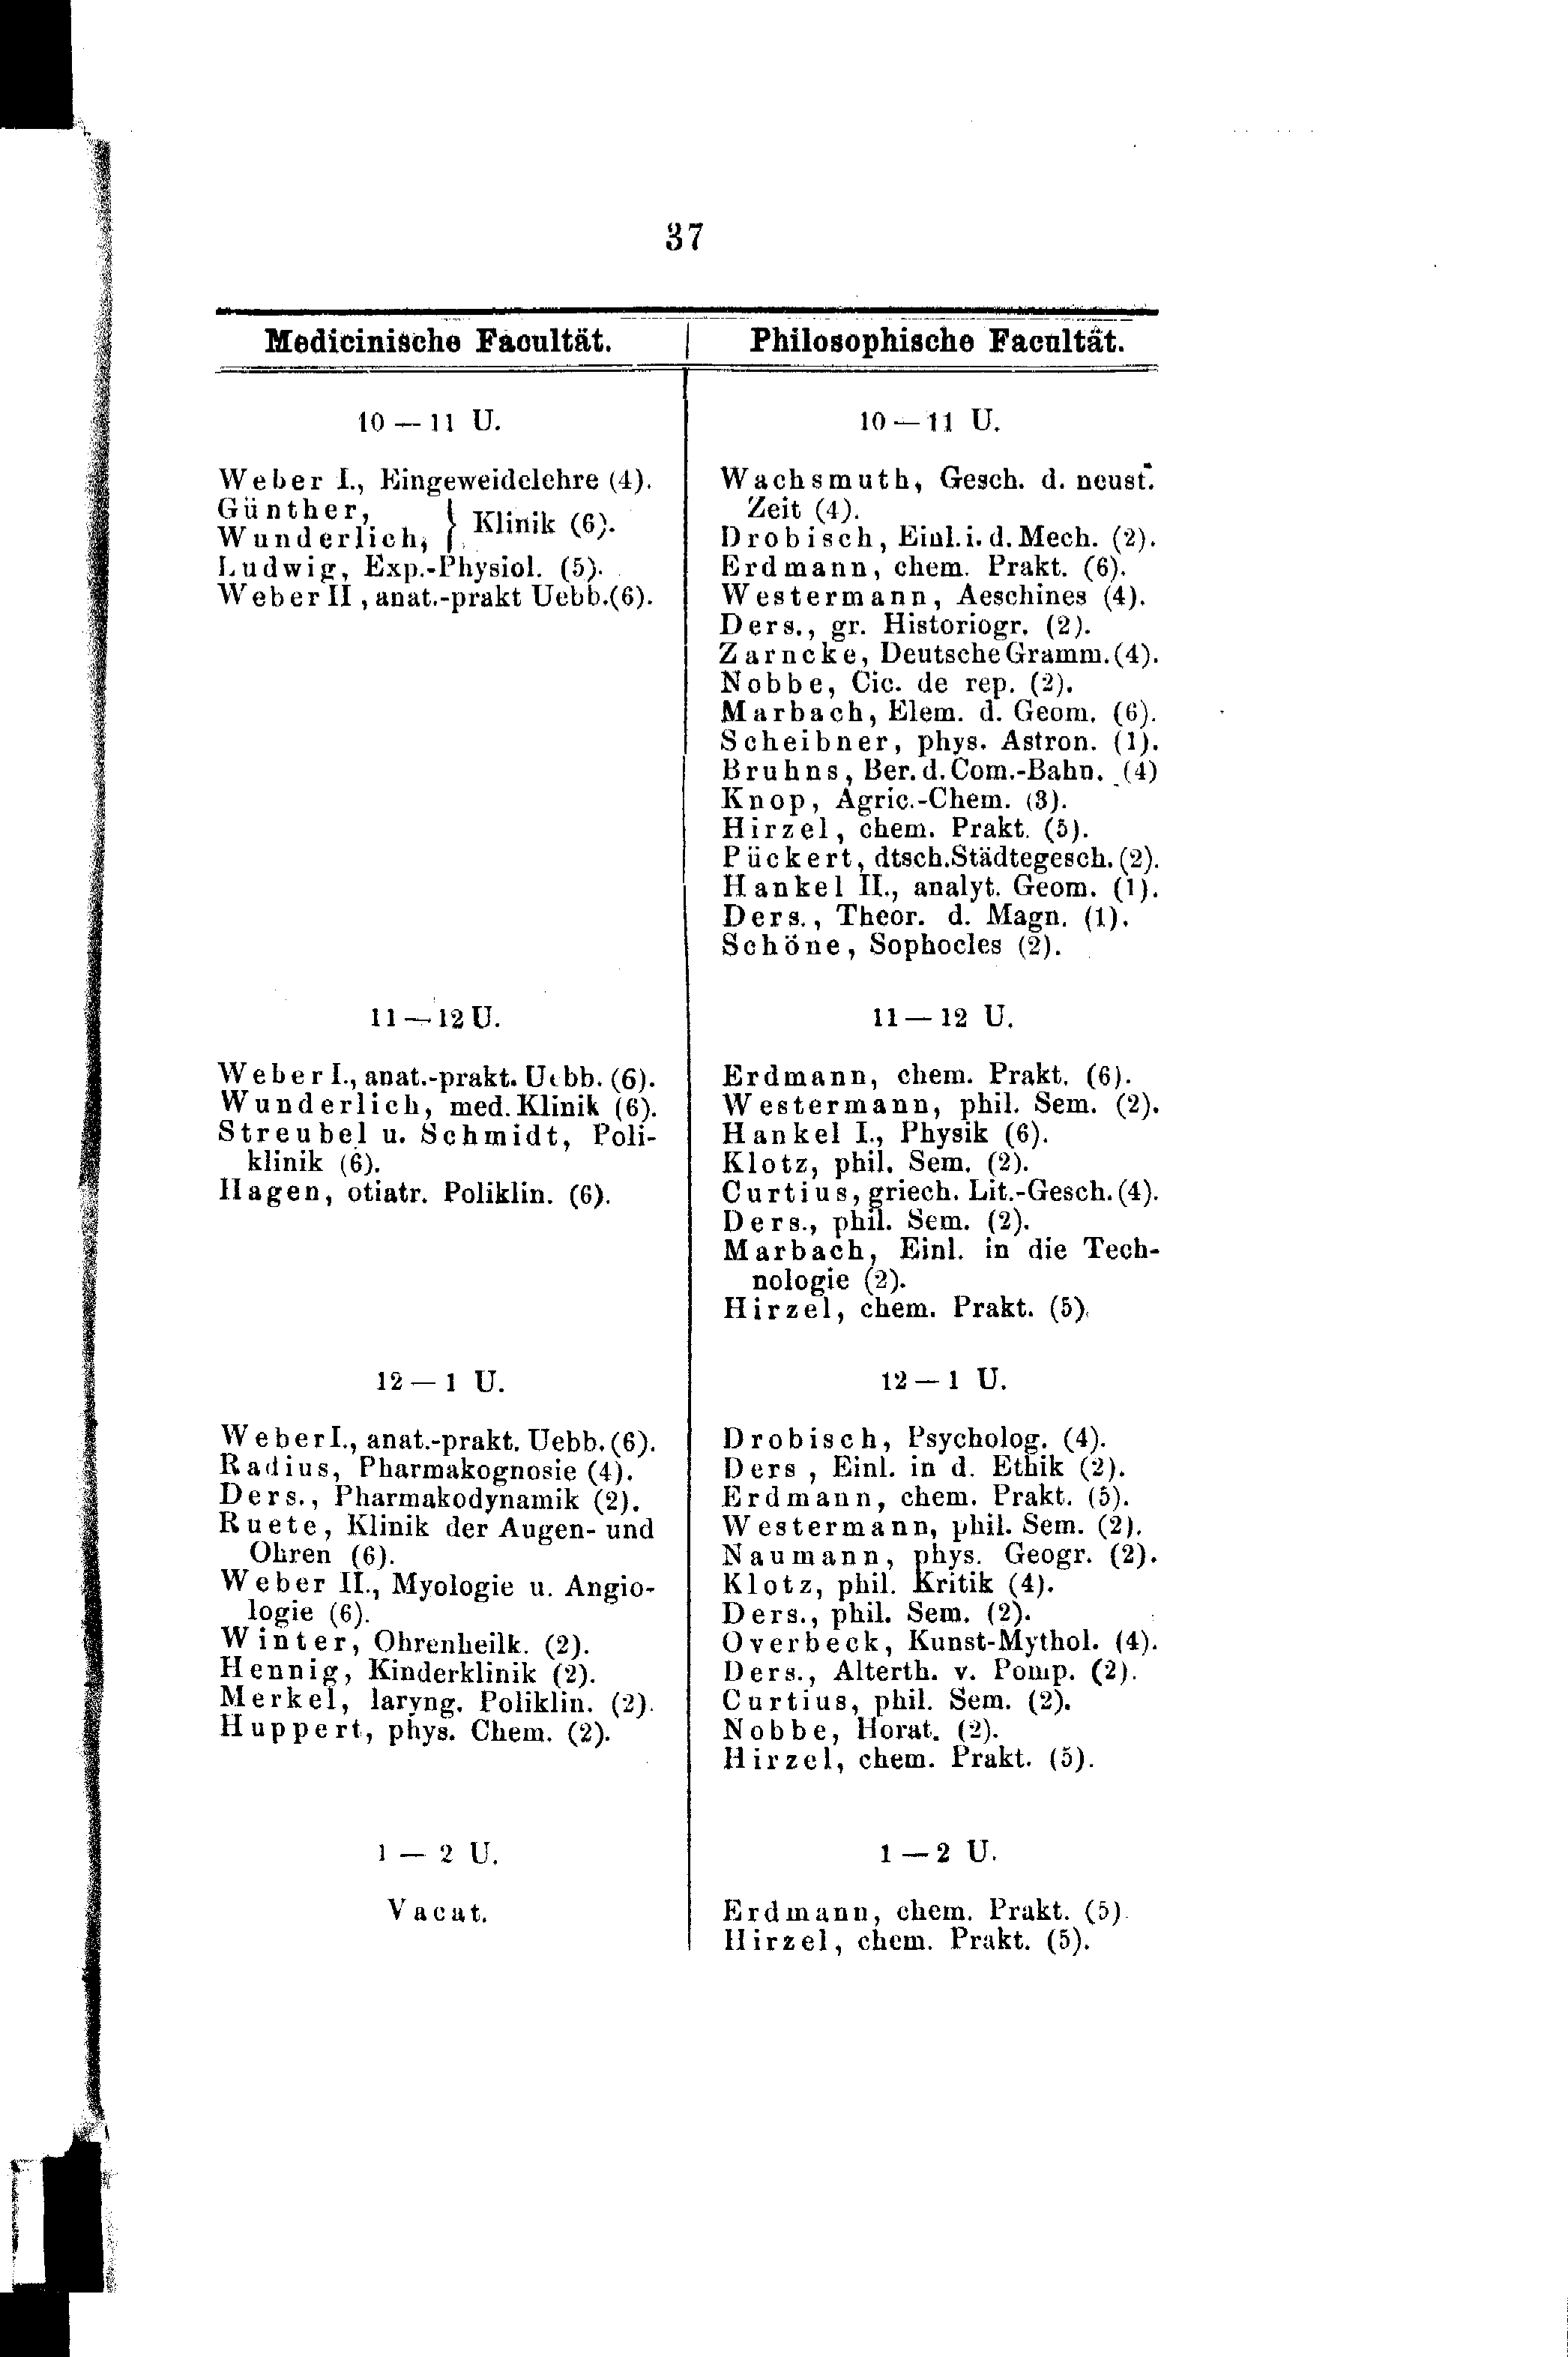 37
Medicinische Facultät.
10 — 11 U.
Weber I., Eingeweidelehre (4).
Günther,
Wunderlich, } Klinik (6).
Ludwig, Exp.-Physiol. (5).
Weber II, anat.-prakt Uebb.(6).
11 — 12 U.
Weber I., anat.-prakt. Uebb. (6).
Wunderlich, med. Klinik (6).
Streubel u. Schmidt, Poli-
klinik (6).
Hagen, otiatr. Poliklin. (6).
12 — 1 U.
Weber I., anat.-prakt. Uebb. (6).
Radius, Pharmakognosie (4).
Ders., Pharmakodynamik (2).
Ruete, Klinik der Augen- und
Ohren (6).
Weber II., Myologie u. Angio-
logie (6).
Winter, Ohrenheilk. (2).
Hennig, Kinderklinik (2).
Merkel, laryng. Poliklin. (2).
Huppert, phys. Chem. (2).
1 — 2 U.
Vacat.
Philosophische Facultät.
10 — 11 U.
Wachsmuth, Gesch. d. neust.
Zeit (4).
Drobisch, Einl. i. d. Mech. (2).
Erdmann, chem. Prakt. (6).
Westermann, Aeschines (4).
Ders., gr. Historiogr. (2).
Zarncke, Deutsche Gramm. (4).
Nobbe, Cic. de rep. (2).
Marbach, Elem. d. Geom. (6).
Scheibner, phys. Astron. (1).
Bruhns, Ber. d. Com.-Bahn. (4)
Knop, Agric.-Chem. (3).
Hirzel, chem. Prakt. (5).
Pückert, dtsch. Städtegesch. (2).
Hankel II., analyt. Geom. (1).
Ders., Theor. d. Magn. (1).
Schöne, Sophocles (2).
11 — 12 U.
Erdmann, chem. Prakt. (6).
Westermann, phil. Sem. (2).
Hankel I., Physik (6).
Klotz, phil. Sem. (2).
Curtius, griech. Lit.-Gesch. (4).
Ders., phil. Sem. (2).
Marbach, Einl. in die Tech-
nologie (2).
Hirzel, chem. Prakt. (5).
12 — 1 U.
Drobisch, Psycholog. (4).
Ders , Einl. in d. Ethik (2).
Erdmann, chem. Prakt. (5).
Westermann, phil. Sem. (2).
Naumann, phys. Geogr. (2).
Klotz, phil. Kritik (4).
Ders., phil. Sem. (2).
Overbeck, Kunst-Mythol. (4).
Ders., Alterth. v. Pomp. (2).
Curtius, phil. Sem. (2).
Nobbe, Horat. (2).
Hirzel, chem. Prakt. (5).
1 — 2 U.
Erdmann, chem. Prakt. (5).
Hirzel, chem. Prakt. (5).